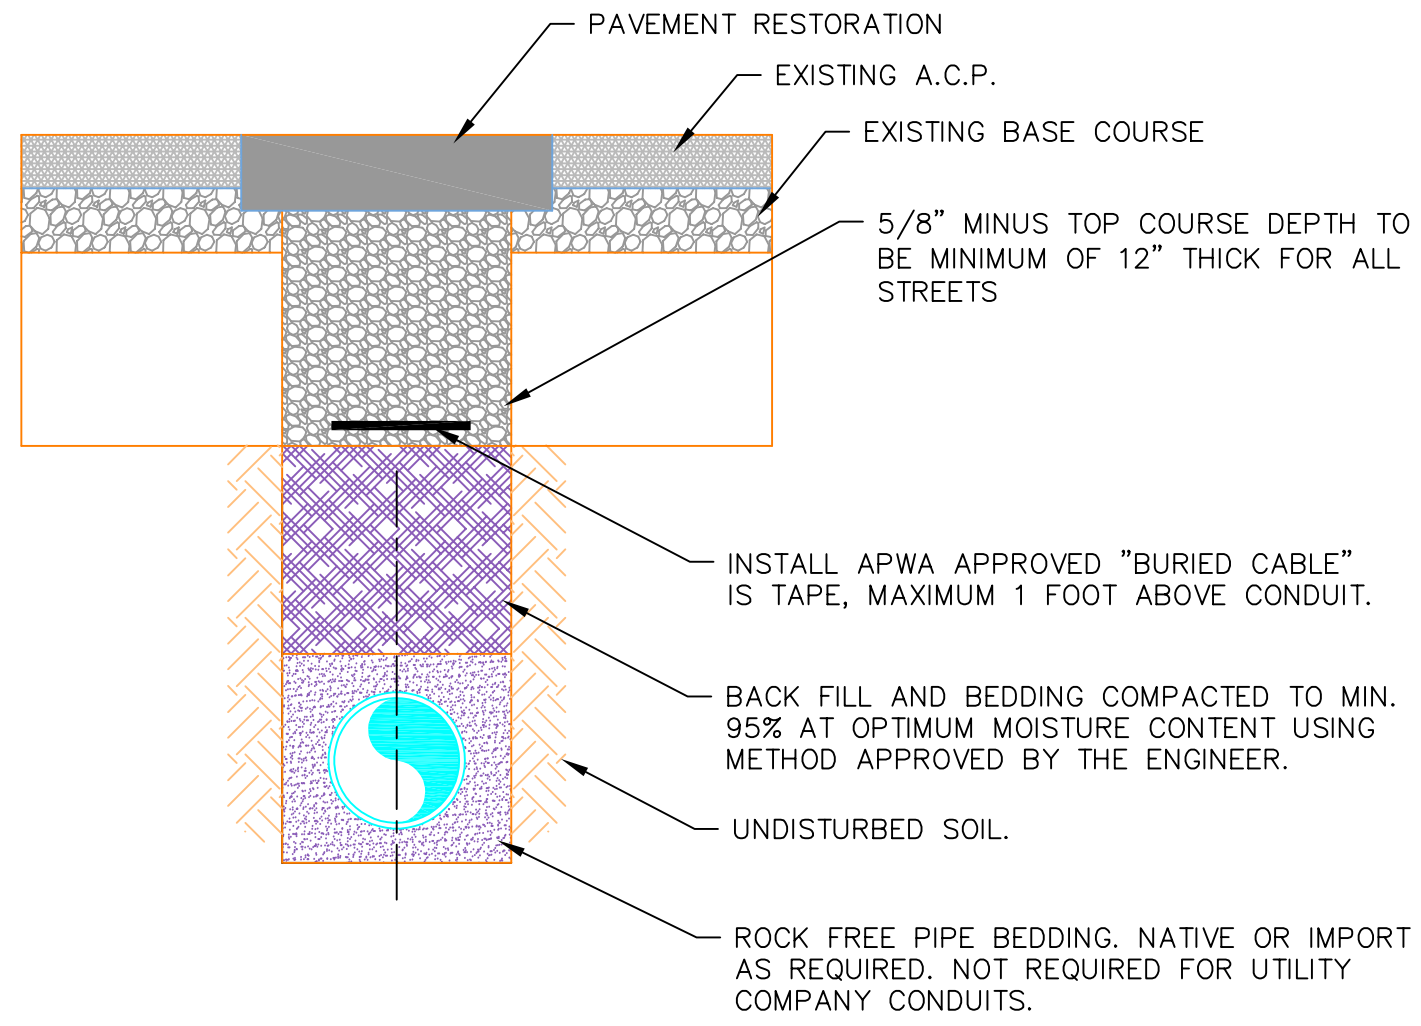 PAVEMENT RESTORATION
EXISTING A.C.P.
EXISTING BASE COURSE
5/8" MINUS TOP COURSE DEPTH TO
BE MINIMUM OF 12" THICK FOR ALL
STREETS
INSTALL APWA APPROVED "BURIED CABLE"
IS TAPE, MAXIMUM 1 FOOT ABOVE CONDUIT.
BACK FILL AND BEDDING COMPACTED TO MIN.
95% AT OPTIMUM MOISTURE CONTENT USING
METHOD APPROVED BY THE ENGINEER.
UNDISTURBED SOIL.
ROCK FREE PIPE BEDDING. NATIVE OR IMPORT
AS REQUIRED. NOT REQUIRED FOR UTILITY
COMPANY CONDUITS.